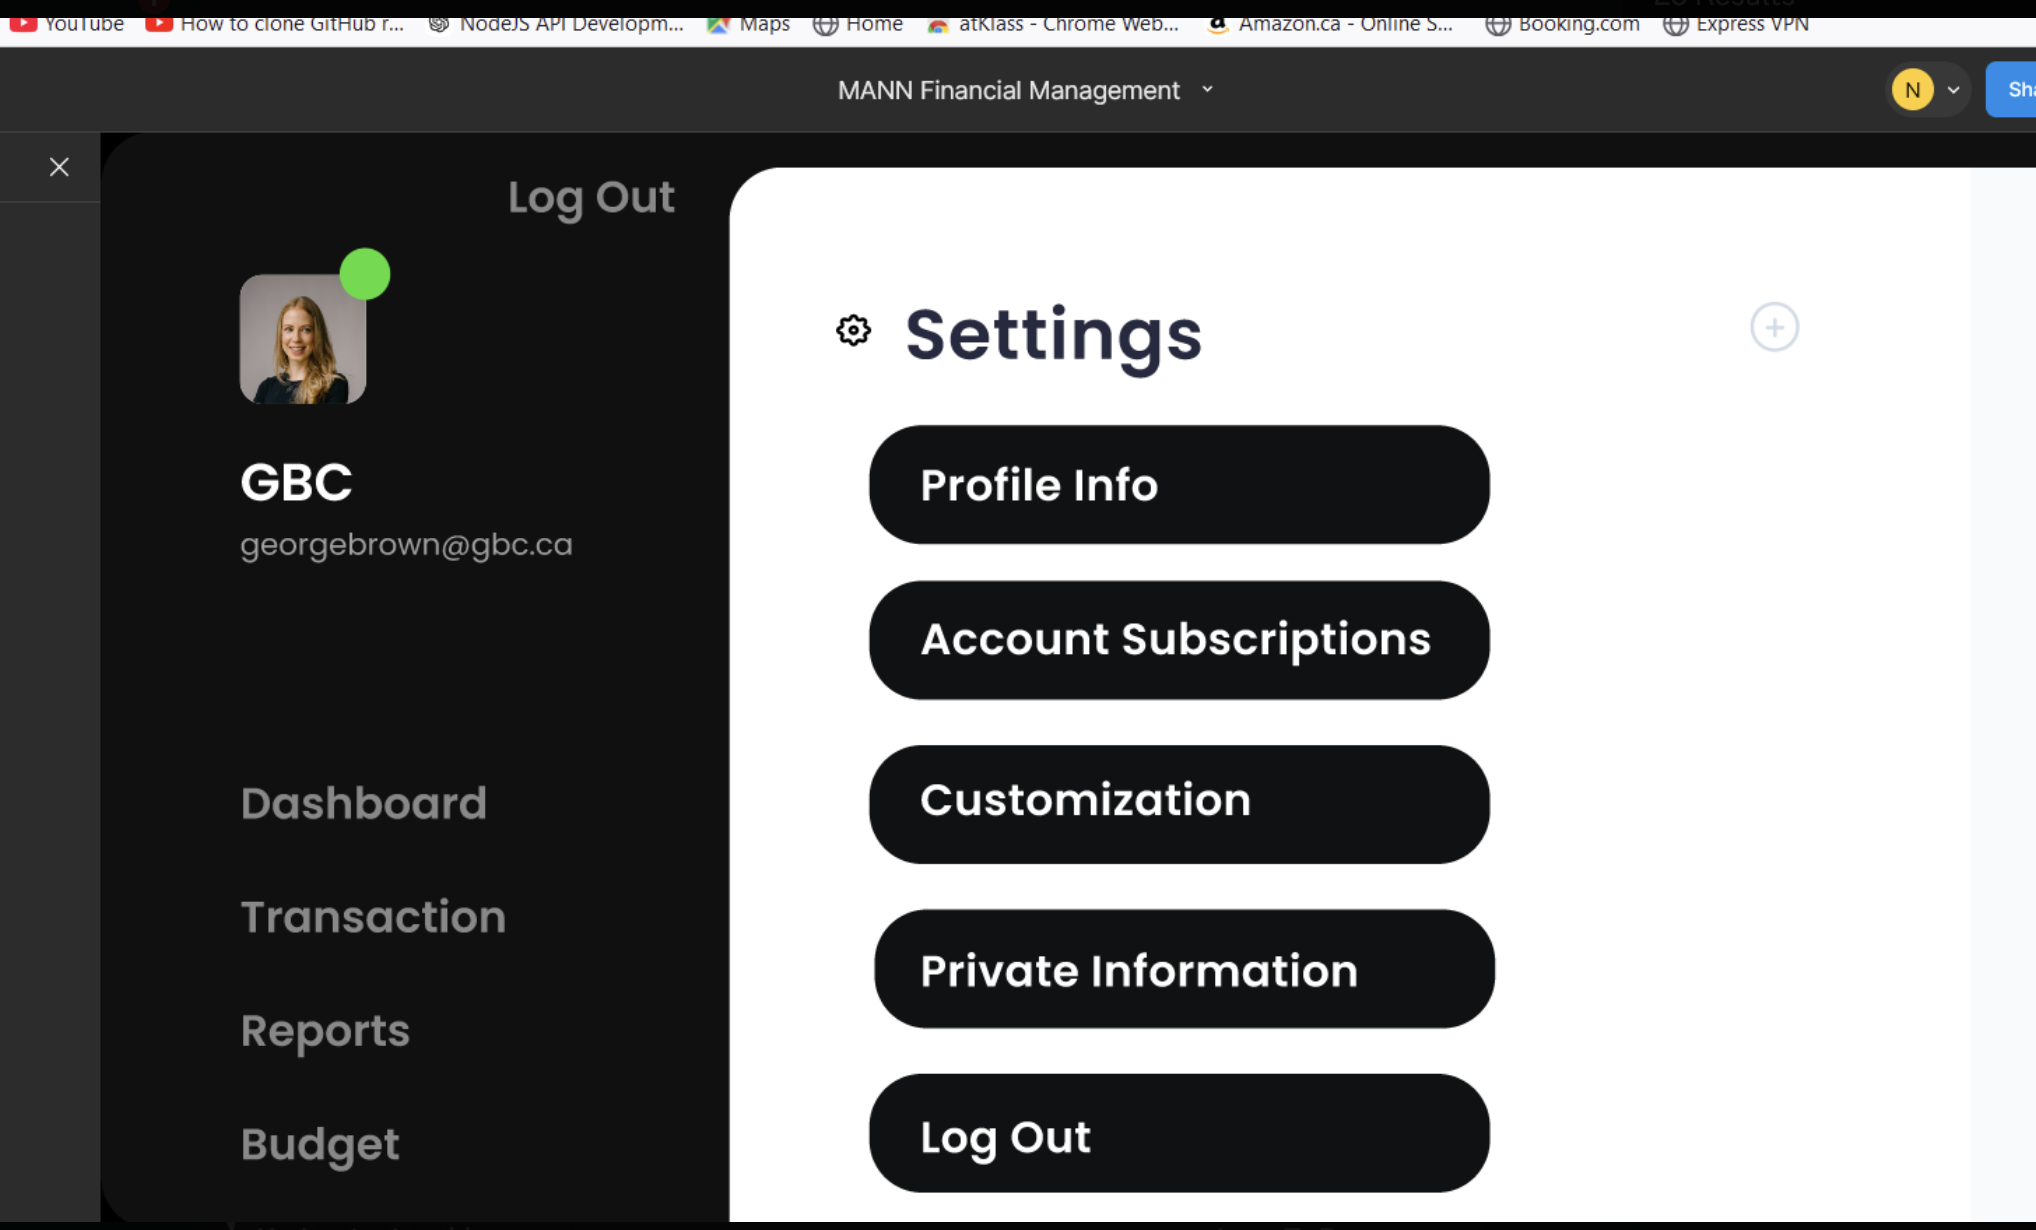 YouTube How to clone GitHub r... NodeJS API Developm... Maps Home atKlass - Chrome Web... Amazon.ca - Online S... Booking.com Express VPN
MANN Financial Management
N
Sha
Log Out
GBC
georgebrown@gbc.ca
Dashboard
Transaction
Reports
Budget
Settings
Profile Info
Account Subscriptions
Customization
Private Information
Log Out